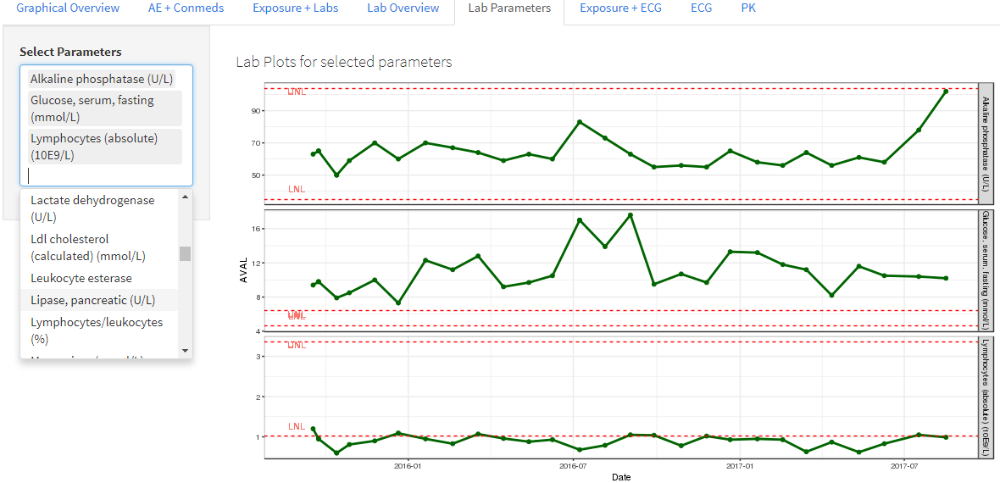 Graphical Overview AE + Conmeds Exposure + Labs Lab Overview Lab Parameters Exposure + ECG ECG PK
Select Parameters
Alkaline phosphatase (U/L)
Glucose, serum, fasting
(mmol/L)
Lymphocytes (absolute)
(10E9/L)
Lactate dehydrogenase
(U/L)
Ldl cholesterol
(calculated) (mmol/L)
Leukocyte esterase
Lipase, pancreatic (U/L)
Lymphocytes/leukocytes
(%)
Lab Plots for selected parameters
UNL
90
70
50
LNL
Alkaline phosphatase (U/L)
16
12
8
4
UNL
LNL
Glucose, serum, fasting (mmol/L)
AVAL
UNL
3
2
LNL
1
Lymphocytes (absolute) (10E9/L)
2016-01 2016-07 2017-01 2017-07
Date